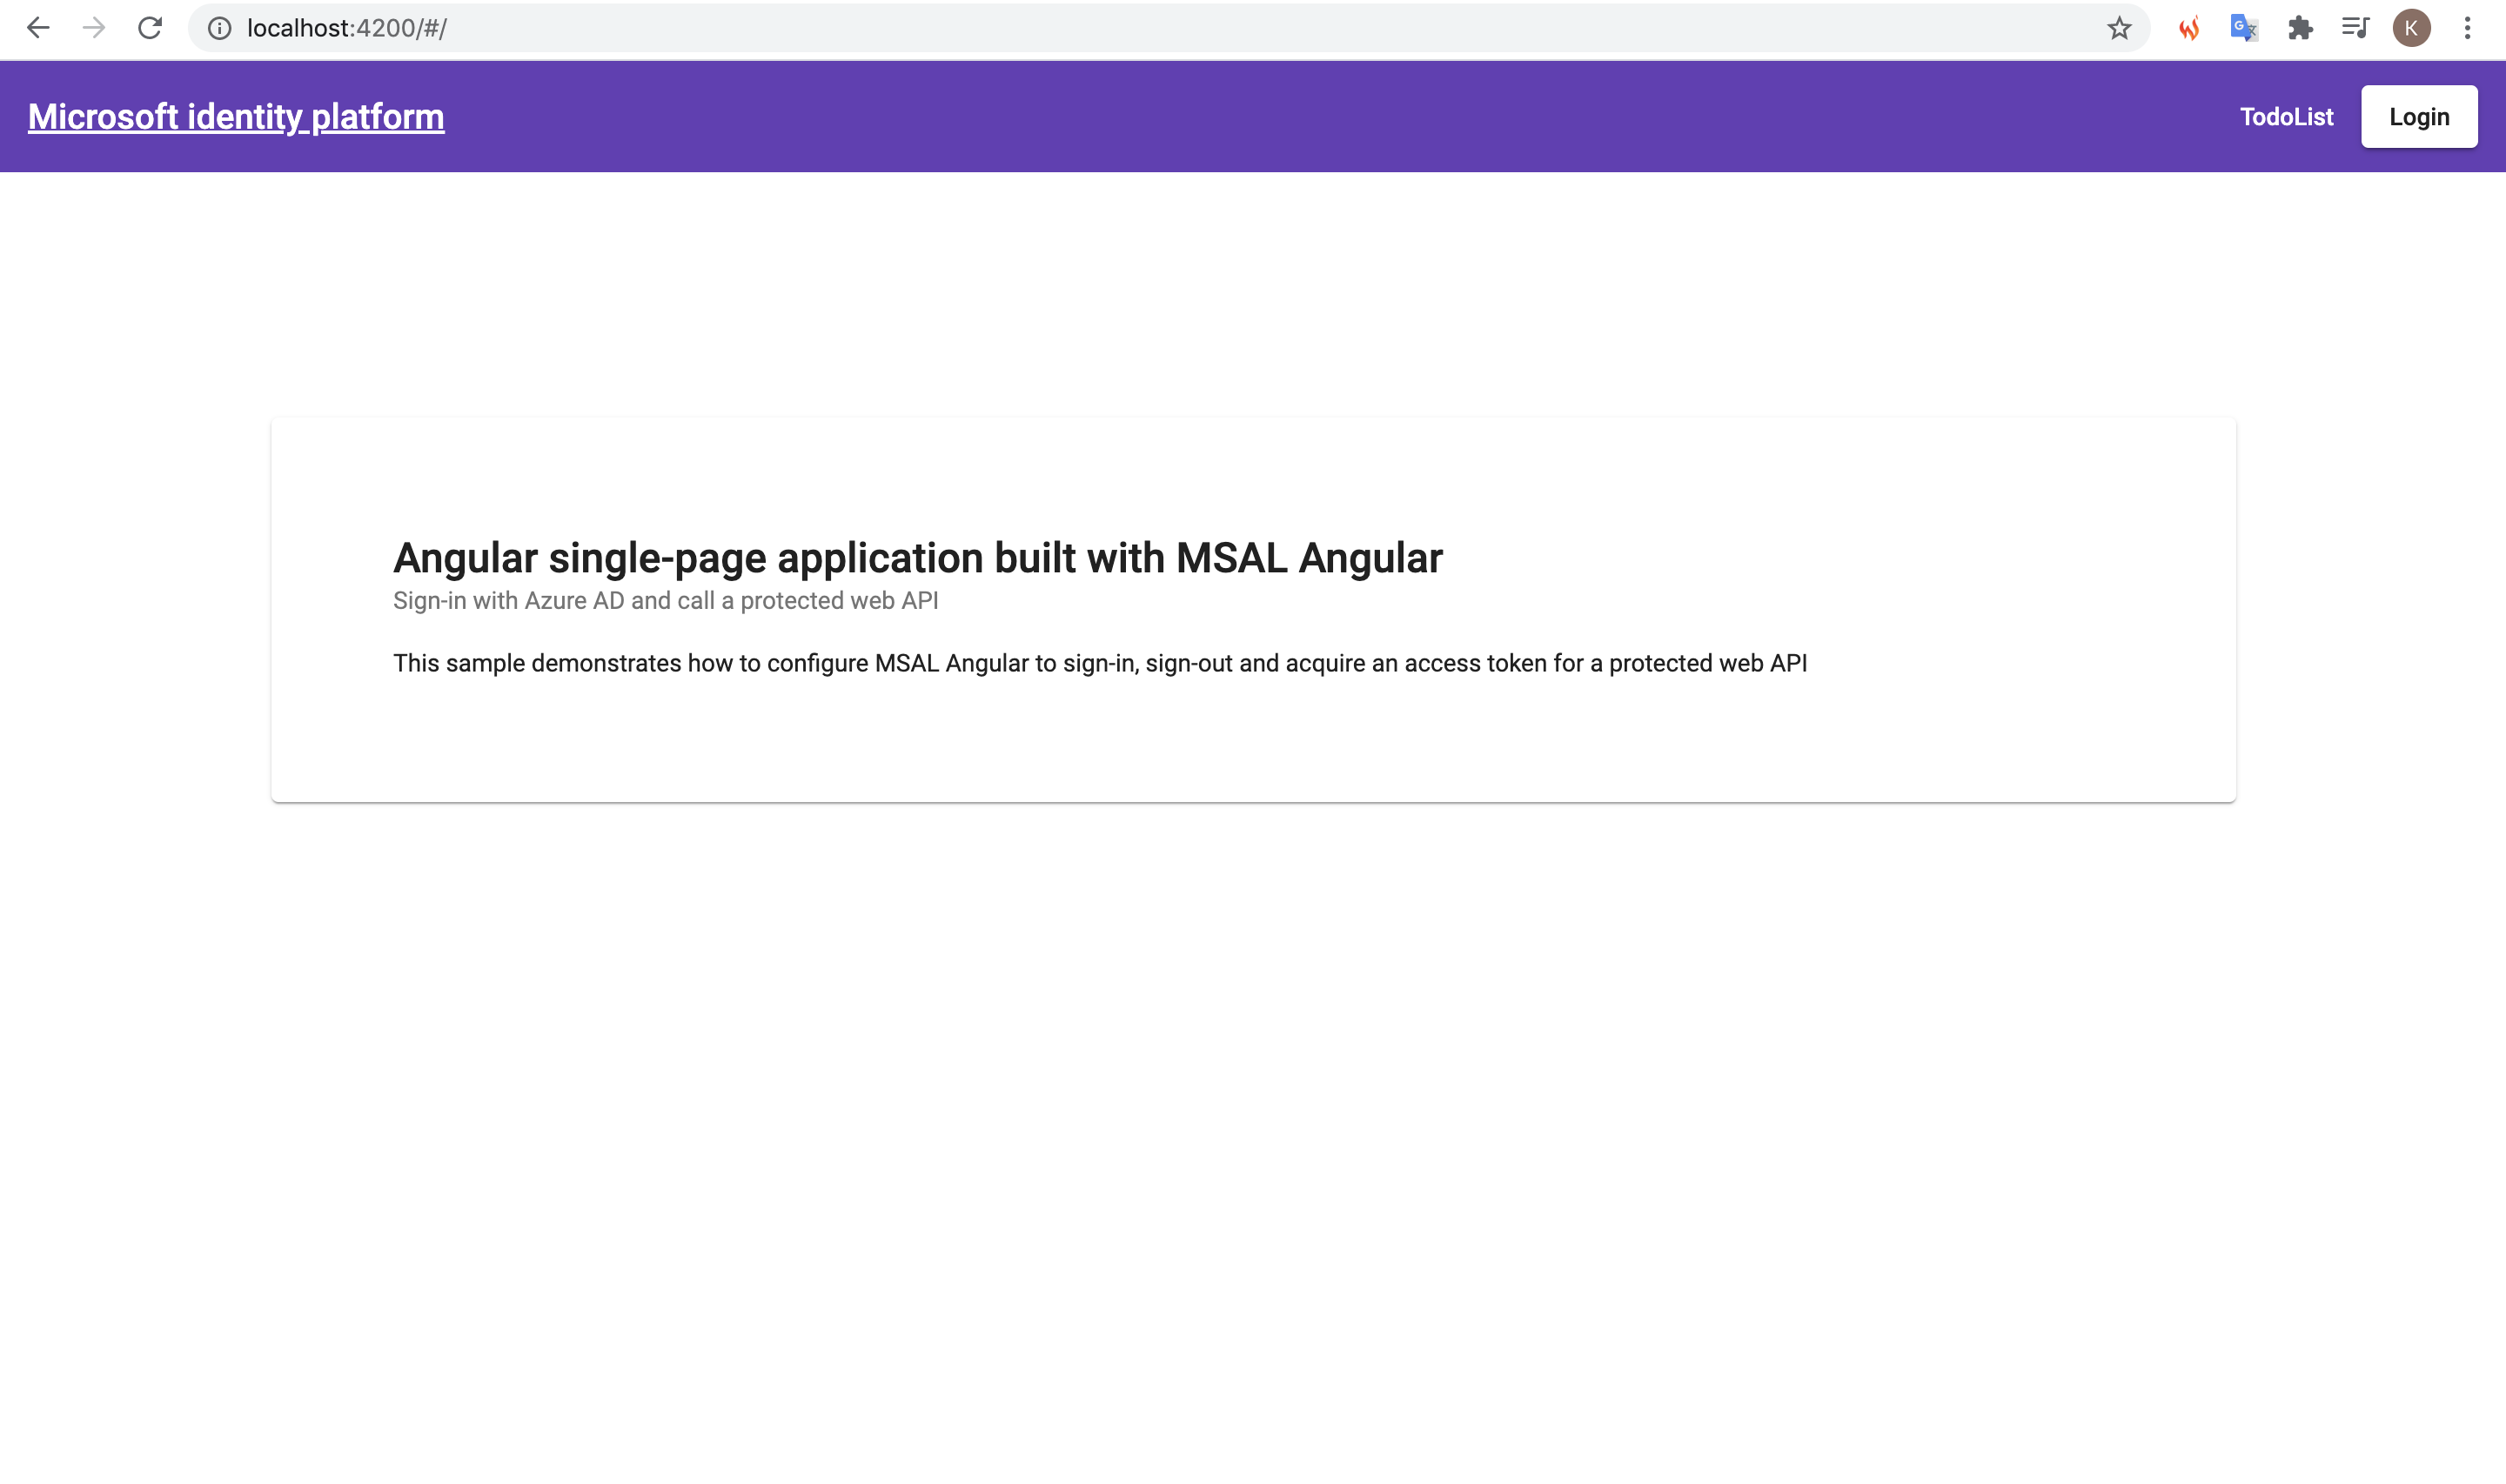 localhost:4200/#/
K
Microsoft identity platform
TodoList
Login
Angular single-page application built with MSAL Angular
Sign-in with Azure AD and call a protected web API
This sample demonstrates how to configure MSAL Angular to sign-in, sign-out and acquire an access token for a protected web API